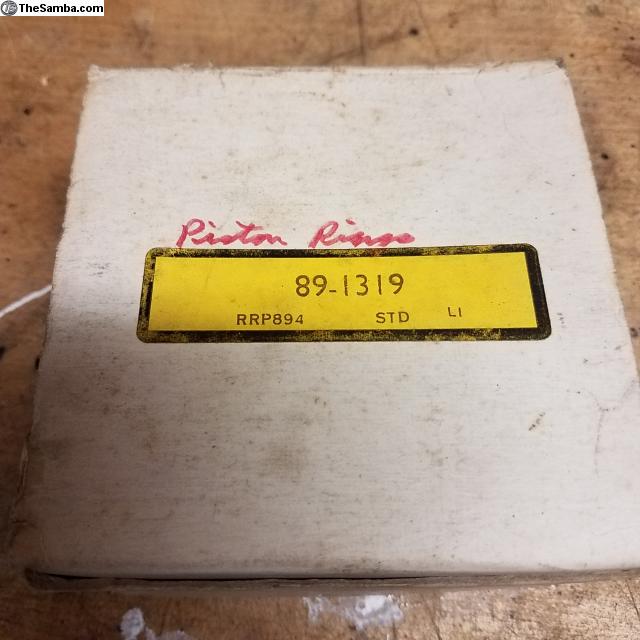 TheSamba.com
Piston Rings
89-1319
RRP894 STD LI